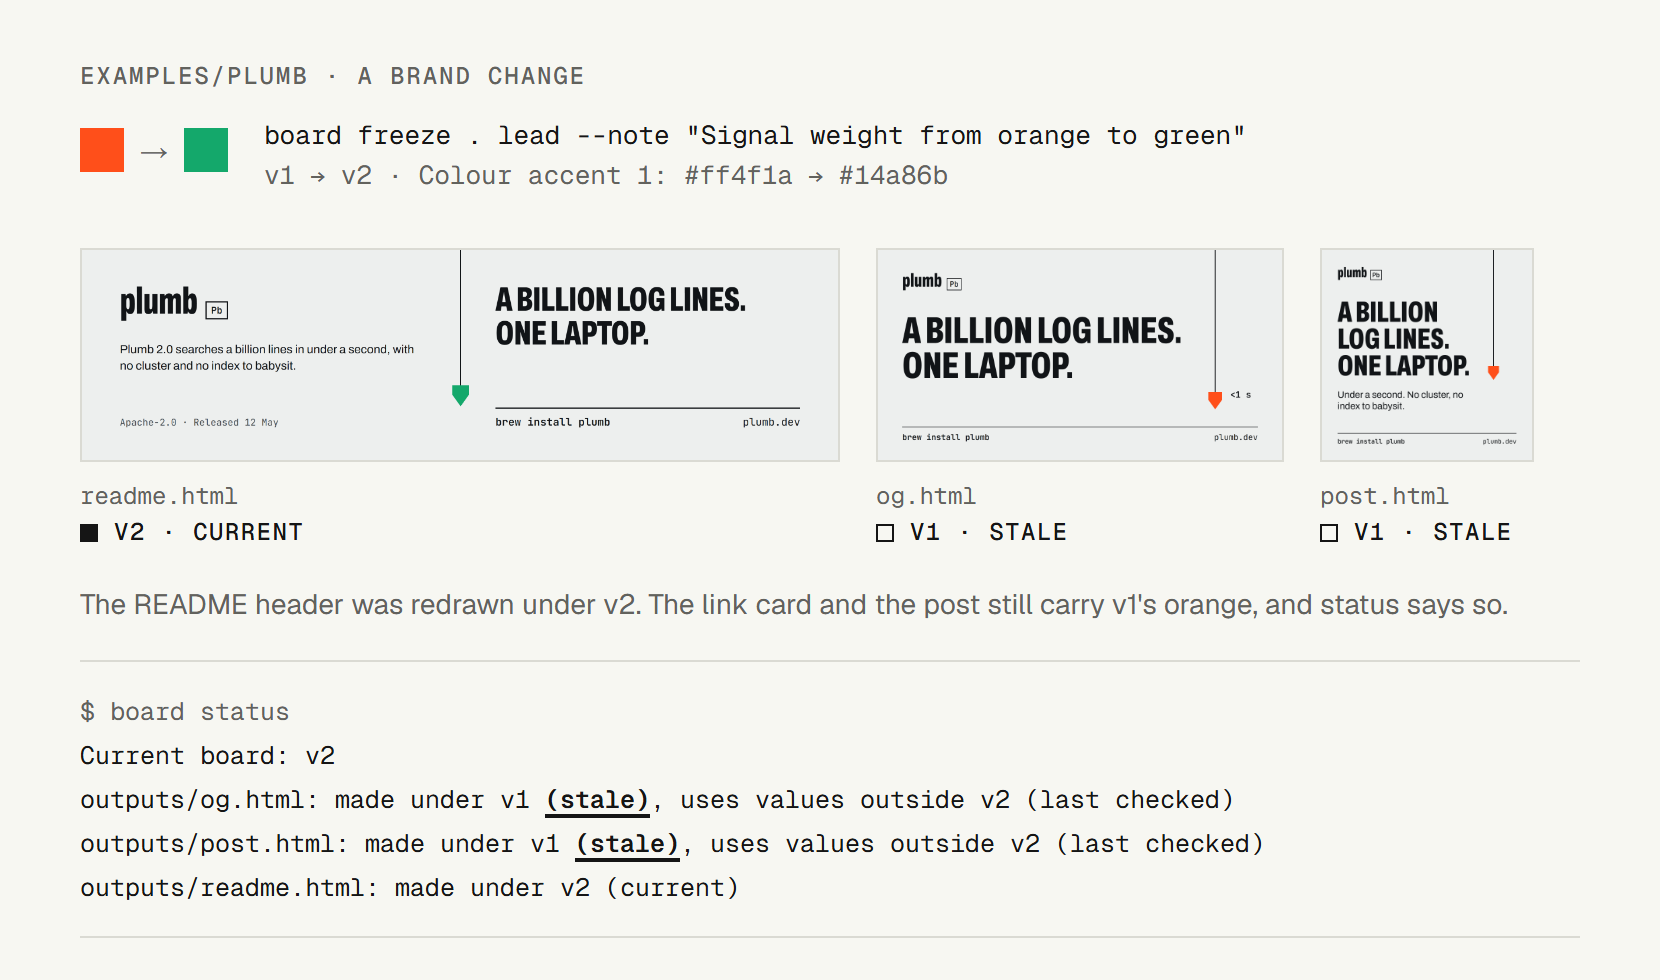 EXAMPLES/PLUMB · A BRAND CHANGE
→
board freeze . lead --note "Signal weight from orange to green"
v1 → v2 · Colour accent 1: #ff4f1a → #14a86b
plumb Pb
Plumb 2.0 searches a billion lines in under a second, with
no cluster and no index to babysit.
Apache-2.0 · Released 12 May
A BILLION LOG LINES.
ONE LAPTOP.
brew install plumb plumb.dev
readme.html
V2 · CURRENT
plumb Pb
A BILLION LOG LINES.
ONE LAPTOP.
<1 s
brew install plumb plumb.dev
og.html
V1 · STALE
plumb Pb
A BILLION
LOG LINES.
ONE LAPTOP.
Under a second. No cluster, no
index to babysit.
brew install plumb plumb.dev
post.html
V1 · STALE
The README header was redrawn under v2. The link card and the post still carry v1's orange, and status says so.
$ board status
Current board: v2
outputs/og.html: made under v1 (stale), uses values outside v2 (last checked)
outputs/post.html: made under v1 (stale), uses values outside v2 (last checked)
outputs/readme.html: made under v2 (current)